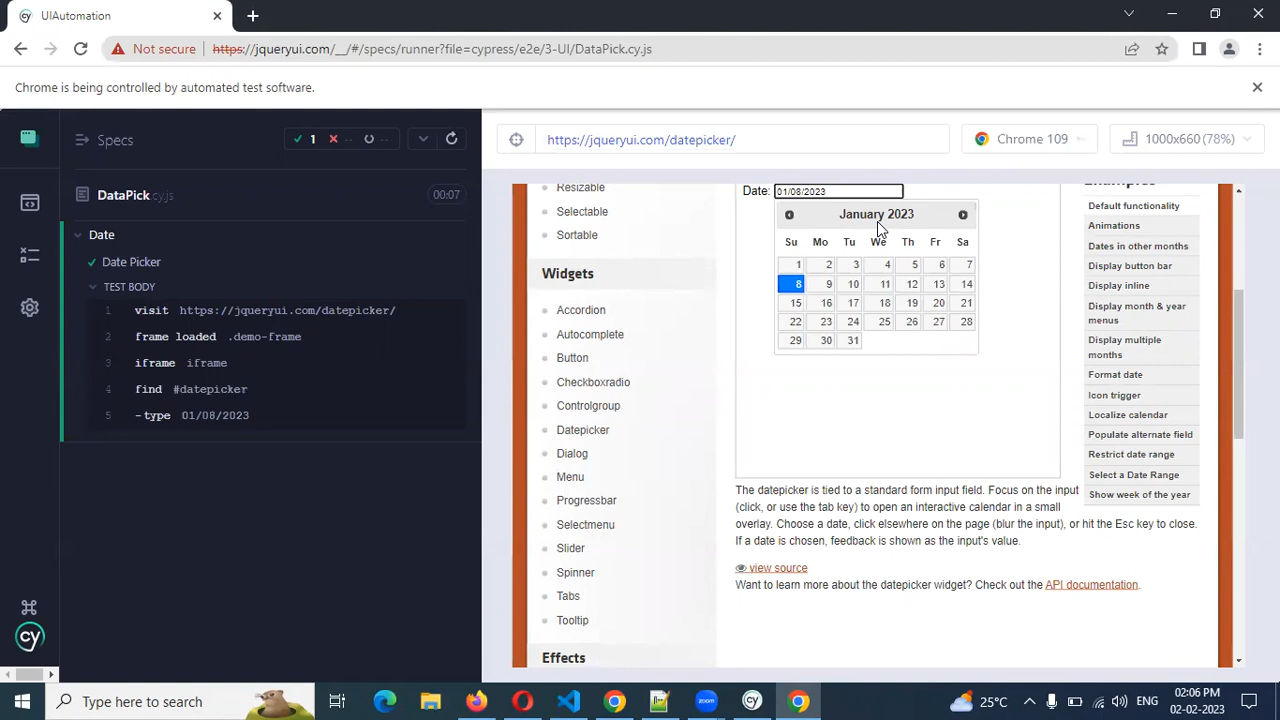 UIAutomation
Not secure https://jqueryui.com/__/#/specs/runner?file=cypress/e2e/3-UI/DataPick.cy.js
Chrome is being controlled by automated test software.
Specs
1
--
--
DataPick.cy.js
00:07
Date
Date Picker
TEST BODY
1 visit https://jqueryui.com/datepicker/
2 frame loaded .demo-frame
3 iframe iframe
4 find #datepicker
5 -type 01/08/2023
cy
https://jqueryui.com/datepicker/
Chrome 109
1000x660 (78%)
Resizable
Selectable
Sortable
Widgets
Accordion
Autocomplete
Button
Checkboxradio
Controlgroup
Datepicker
Dialog
Menu
Progressbar
Selectmenu
Slider
Spinner
Tabs
Tooltip
Effects
Date: 01/08/2023
January 2023
Su Mo Tu We Th Fr Sa
1 2 3 4 5 6 7
8 9 10 11 12 13 14
15 16 17 18 19 20 21
22 23 24 25 26 27 28
29 30 31
The datepicker is tied to a standard form input field. Focus on the input
(click, or use the tab key) to open an interactive calendar in a small
overlay. Choose a date, click elsewhere on the page (blur the input), or hit the Esc key to close.
If a date is chosen, feedback is shown as the input's value.
view source
Want to learn more about the datepicker widget? Check out the API documentation.
Examples
Default functionality
Animations
Dates in other months
Display button bar
Display inline
Display month & year
menus
Display multiple
months
Format date
Icon trigger
Localize calendar
Populate alternate field
Restrict date range
Select a Date Range
Show week of the year
Type here to search
zoom
cy
25°C
ENG
02:06 PM
02-02-2023